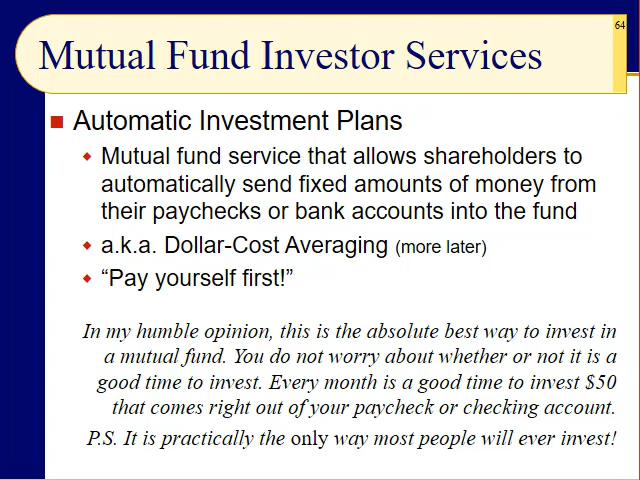 64
Mutual Fund Investor Services
Automatic Investment Plans
Mutual fund service that allows shareholders to
automatically send fixed amounts of money from
their paychecks or bank accounts into the fund
a.k.a. Dollar-Cost Averaging (more later)
“Pay yourself first!”
In my humble opinion, this is the absolute best way to invest in
a mutual fund. You do not worry about whether or not it is a
good time to invest. Every month is a good time to invest $50
that comes right out of your paycheck or checking account.
P.S. It is practically the only way most people will ever invest!